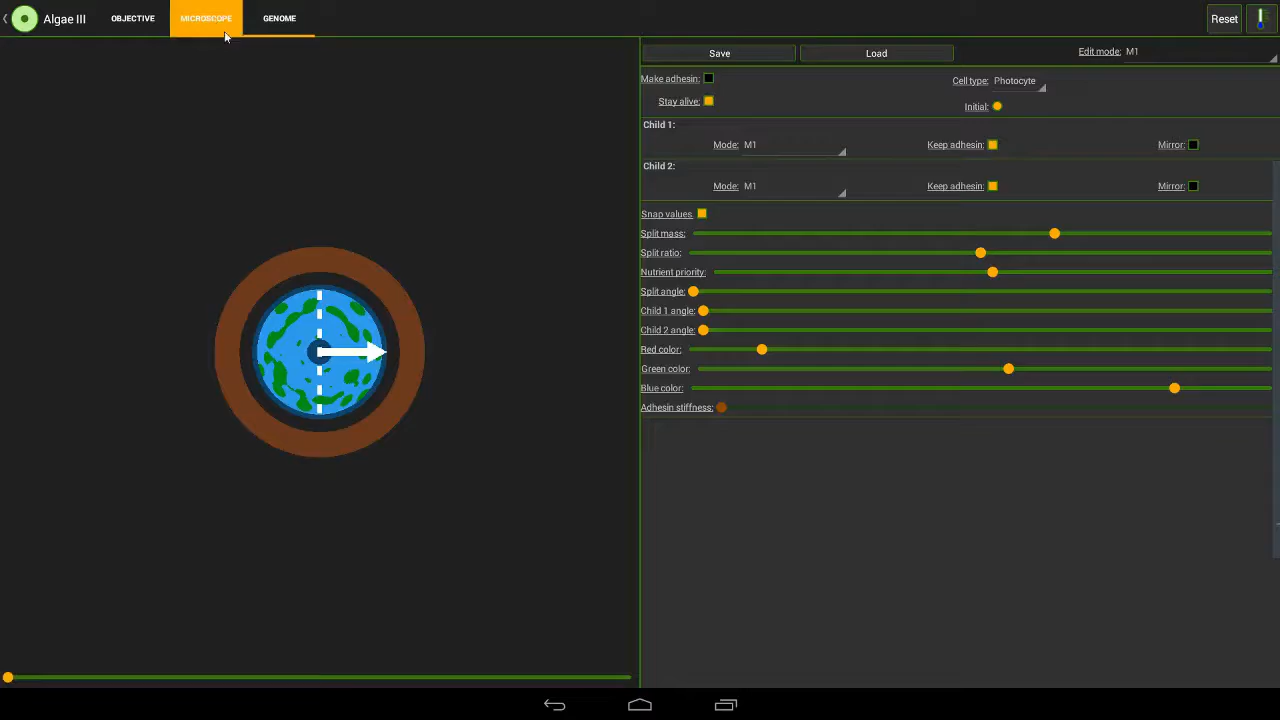 Algae III
OBJECTIVE
MICROSCOPE
GENOME
Reset
Save
Load
Edit mode: M1
Make adhesin:
Cell type: Photocyte
Stay alive:
Initial:
Child 1:
Mode: M1
Keep adhesin:
Mirror:
Child 2:
Mode: M1
Keep adhesin:
Mirror:
Snap values
Split mass:
Split ratio:
Nutrient priority:
Split angle:
Child 1 angle:
Child 2 angle:
Red color:
Green color:
Blue color:
Adhesin stiffness: